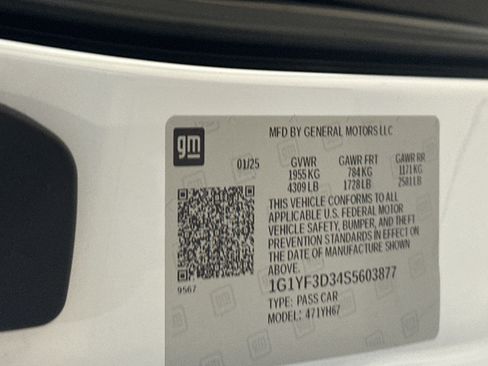 MFD BY GENERAL MOTORS LLC
gm
01/25 GVWR GAWR FRT GAWR RR
1955 KG 784 KG 1171 KG
4309 LB 1728 LB 2581 LB
THIS VEHICLE CONFORMS TO ALL
APPLICABLE U.S. FEDERAL MOTOR
VEHICLE SAFETY, BUMPER, AND THEFT
PREVENTION STANDARDS IN EFFECT ON
THE DATE OF MANUFACTURE SHOWN
ABOVE.
9567
1G1YF3D34S5603877
TYPE: PASS CAR
MODEL: 471YH67